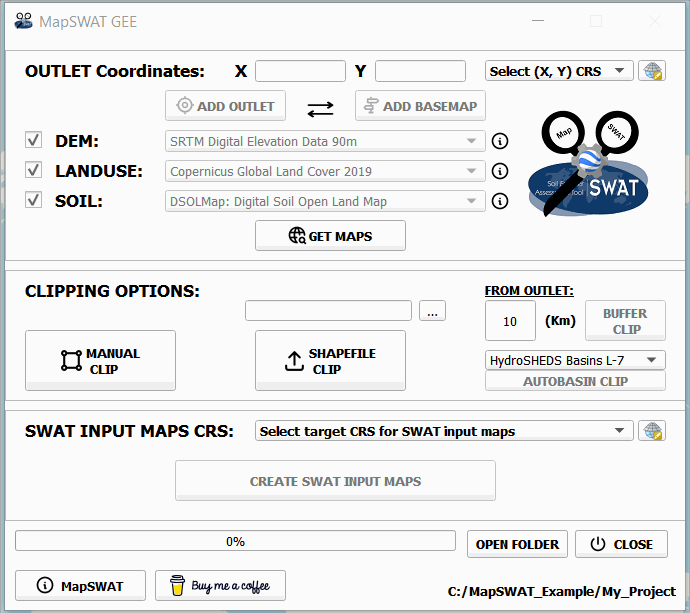 MapSWAT GEE
OUTLET Coordinates: X Y Select (X, Y) CRS
ADD OUTLET ADD BASEMAP
DEM: SRTM Digital Elevation Data 90m
LANDUSE: Copernicus Global Land Cover 2019
SOIL: DSOLMap: Digital Soil Open Land Map
Map SWAT
SWAT
GET MAPS
CLIPPING OPTIONS:
...
MANUAL
CLIP
SHAPEFILE
CLIP
FROM OUTLET:
10 (Km)
BUFFER
CLIP
HydroSHEDS Basins L-7
AUTOBASIN CLIP
SWAT INPUT MAPS CRS: Select target CRS for SWAT input maps
CREATE SWAT INPUT MAPS
0% OPEN FOLDER CLOSE
MapSWAT Buy me a coffee
C:/MapSWAT_Example/My_Project